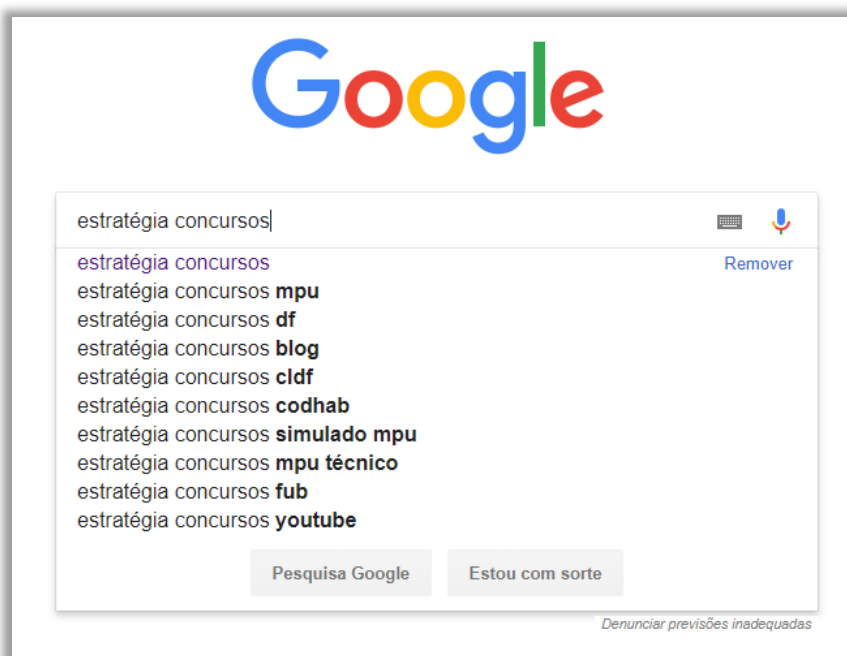 Google
estratégia concursos
estratégia concursos Remover
estratégia concursos mpu
estratégia concursos df
estratégia concursos blog
estratégia concursos cldf
estratégia concursos codhab
estratégia concursos simulado mpu
estratégia concursos mpu técnico
estratégia concursos fub
estratégia concursos youtube
Pesquisa Google Estou com sorte
Denunciar previsões inadequadas